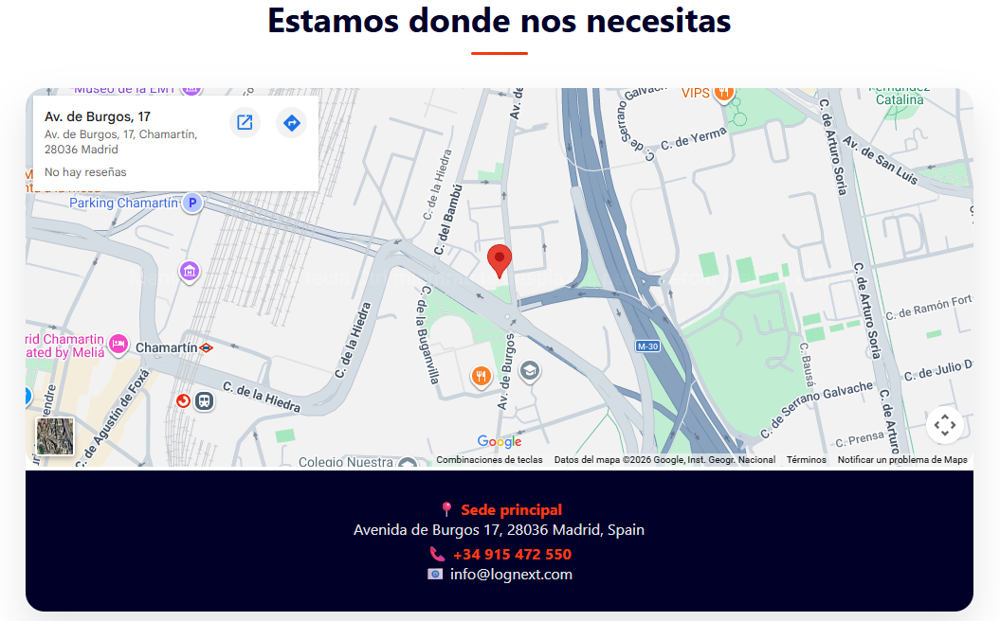 Estamos donde nos necesitas
Museo de la EMT
Av. de Burgos, 17
Av. de Burgos, 17, Chamartín,
28036 Madrid
No hay reseñas
Parking Chamartín
P
Av. de
C. de la Hiedra
C. del Bambú
VIPS
Serrano Galvache
C. de Yerma
Catalina
C. de Arturo Soria
Av. de San Luis
C. de la Buganvilla
C. de la Hiedra
Av. de Burgos
M-30
C. de Arturo Soria
C. de Ramón Fort
C. de Julio D
C. Bausá
C. de Serrano Galvache
C. Prensa
C. de Arturo
rid Chamartin
ated by Meliá
Chamartín
C. de la Hiedra
C. de Agustín de Foxá
Colegio Nuestra
Google
Combinaciones de teclas
Datos del mapa ©2026 Google, Inst. Geogr. Nacional
Términos
Notificar un problema de Maps
Sede principal
Avenida de Burgos 17, 28036 Madrid, Spain
+34 915 472 550
info@lognext.com